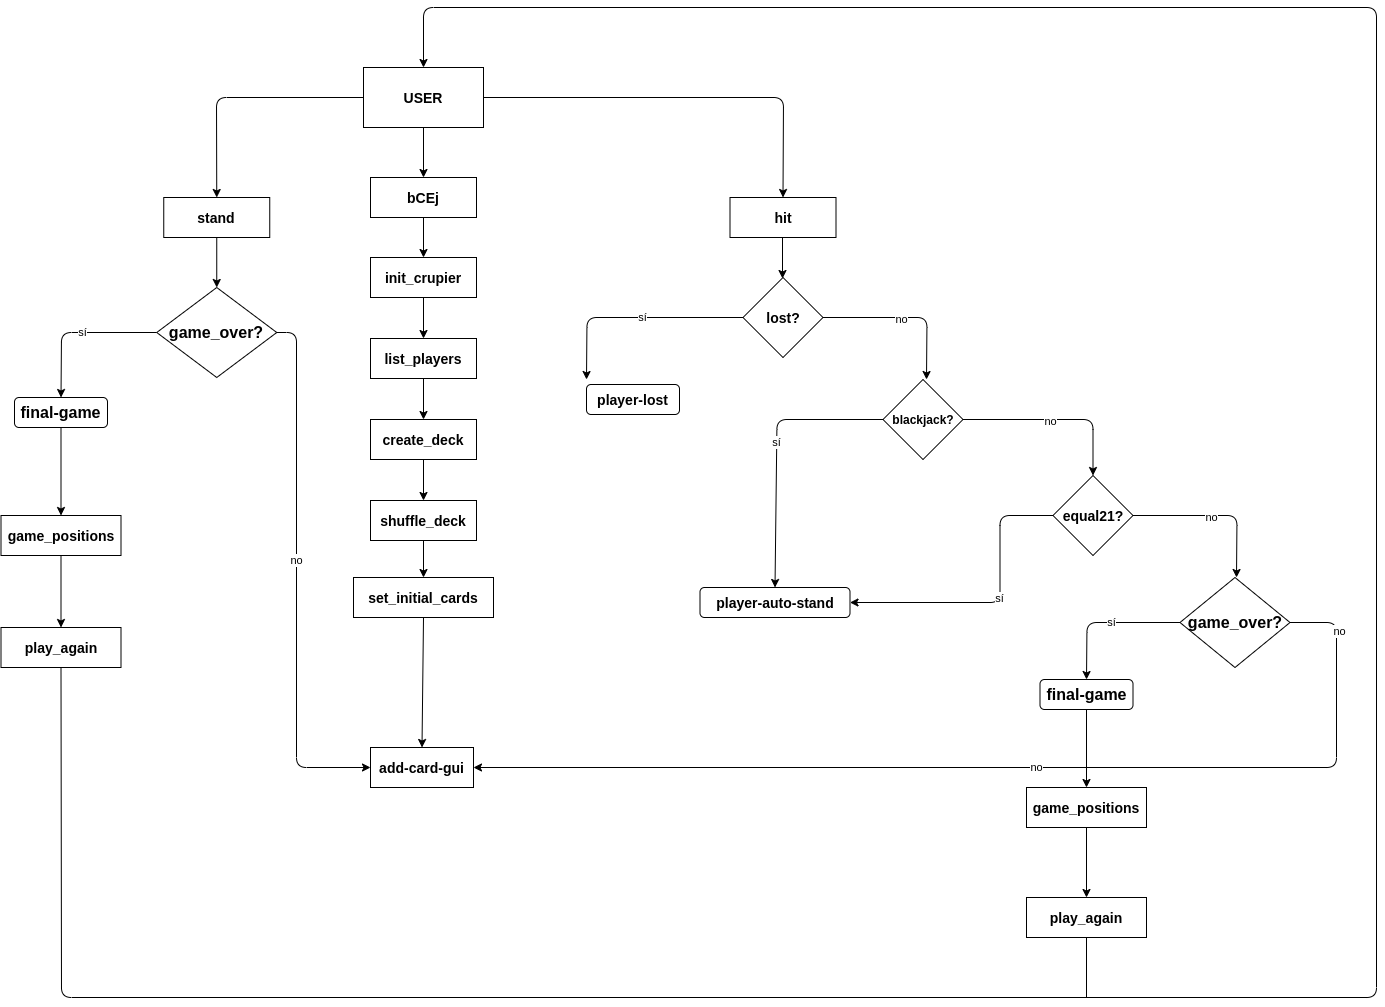 USER
stand
bCEj
hit
init_crupier
game_over?
lost?
sí
sí
no
list_players
player-lost
final-game
blackjack?
sí
no
create_deck
game_positions
shuffle_deck
equal21?
no
no
set_initial_cards
player-auto-stand
sí
game_over?
sí
no
play_again
final-game
add-card-gui
no
game_positions
play_again